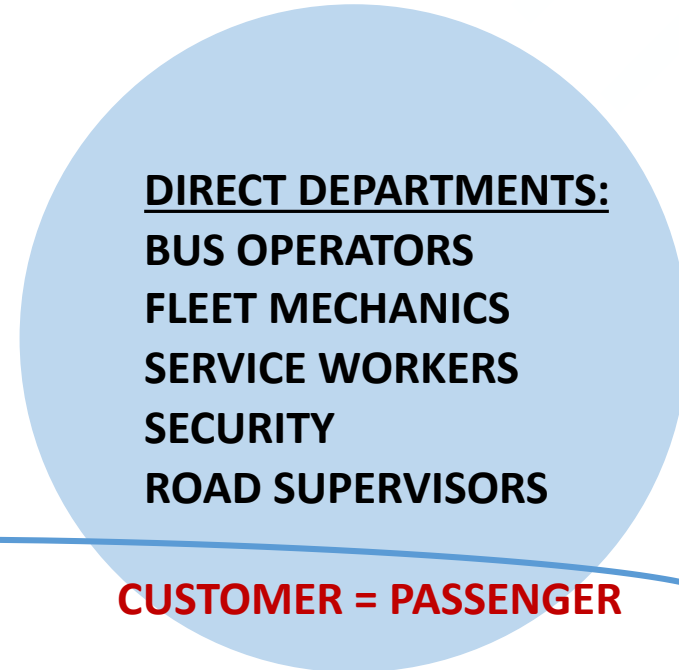 DIRECT DEPARTMENTS:
BUS OPERATORS
FLEET MECHANICS
SERVICE WORKERS
SECURITY
ROAD SUPERVISORS
CUSTOMER = PASSENGER